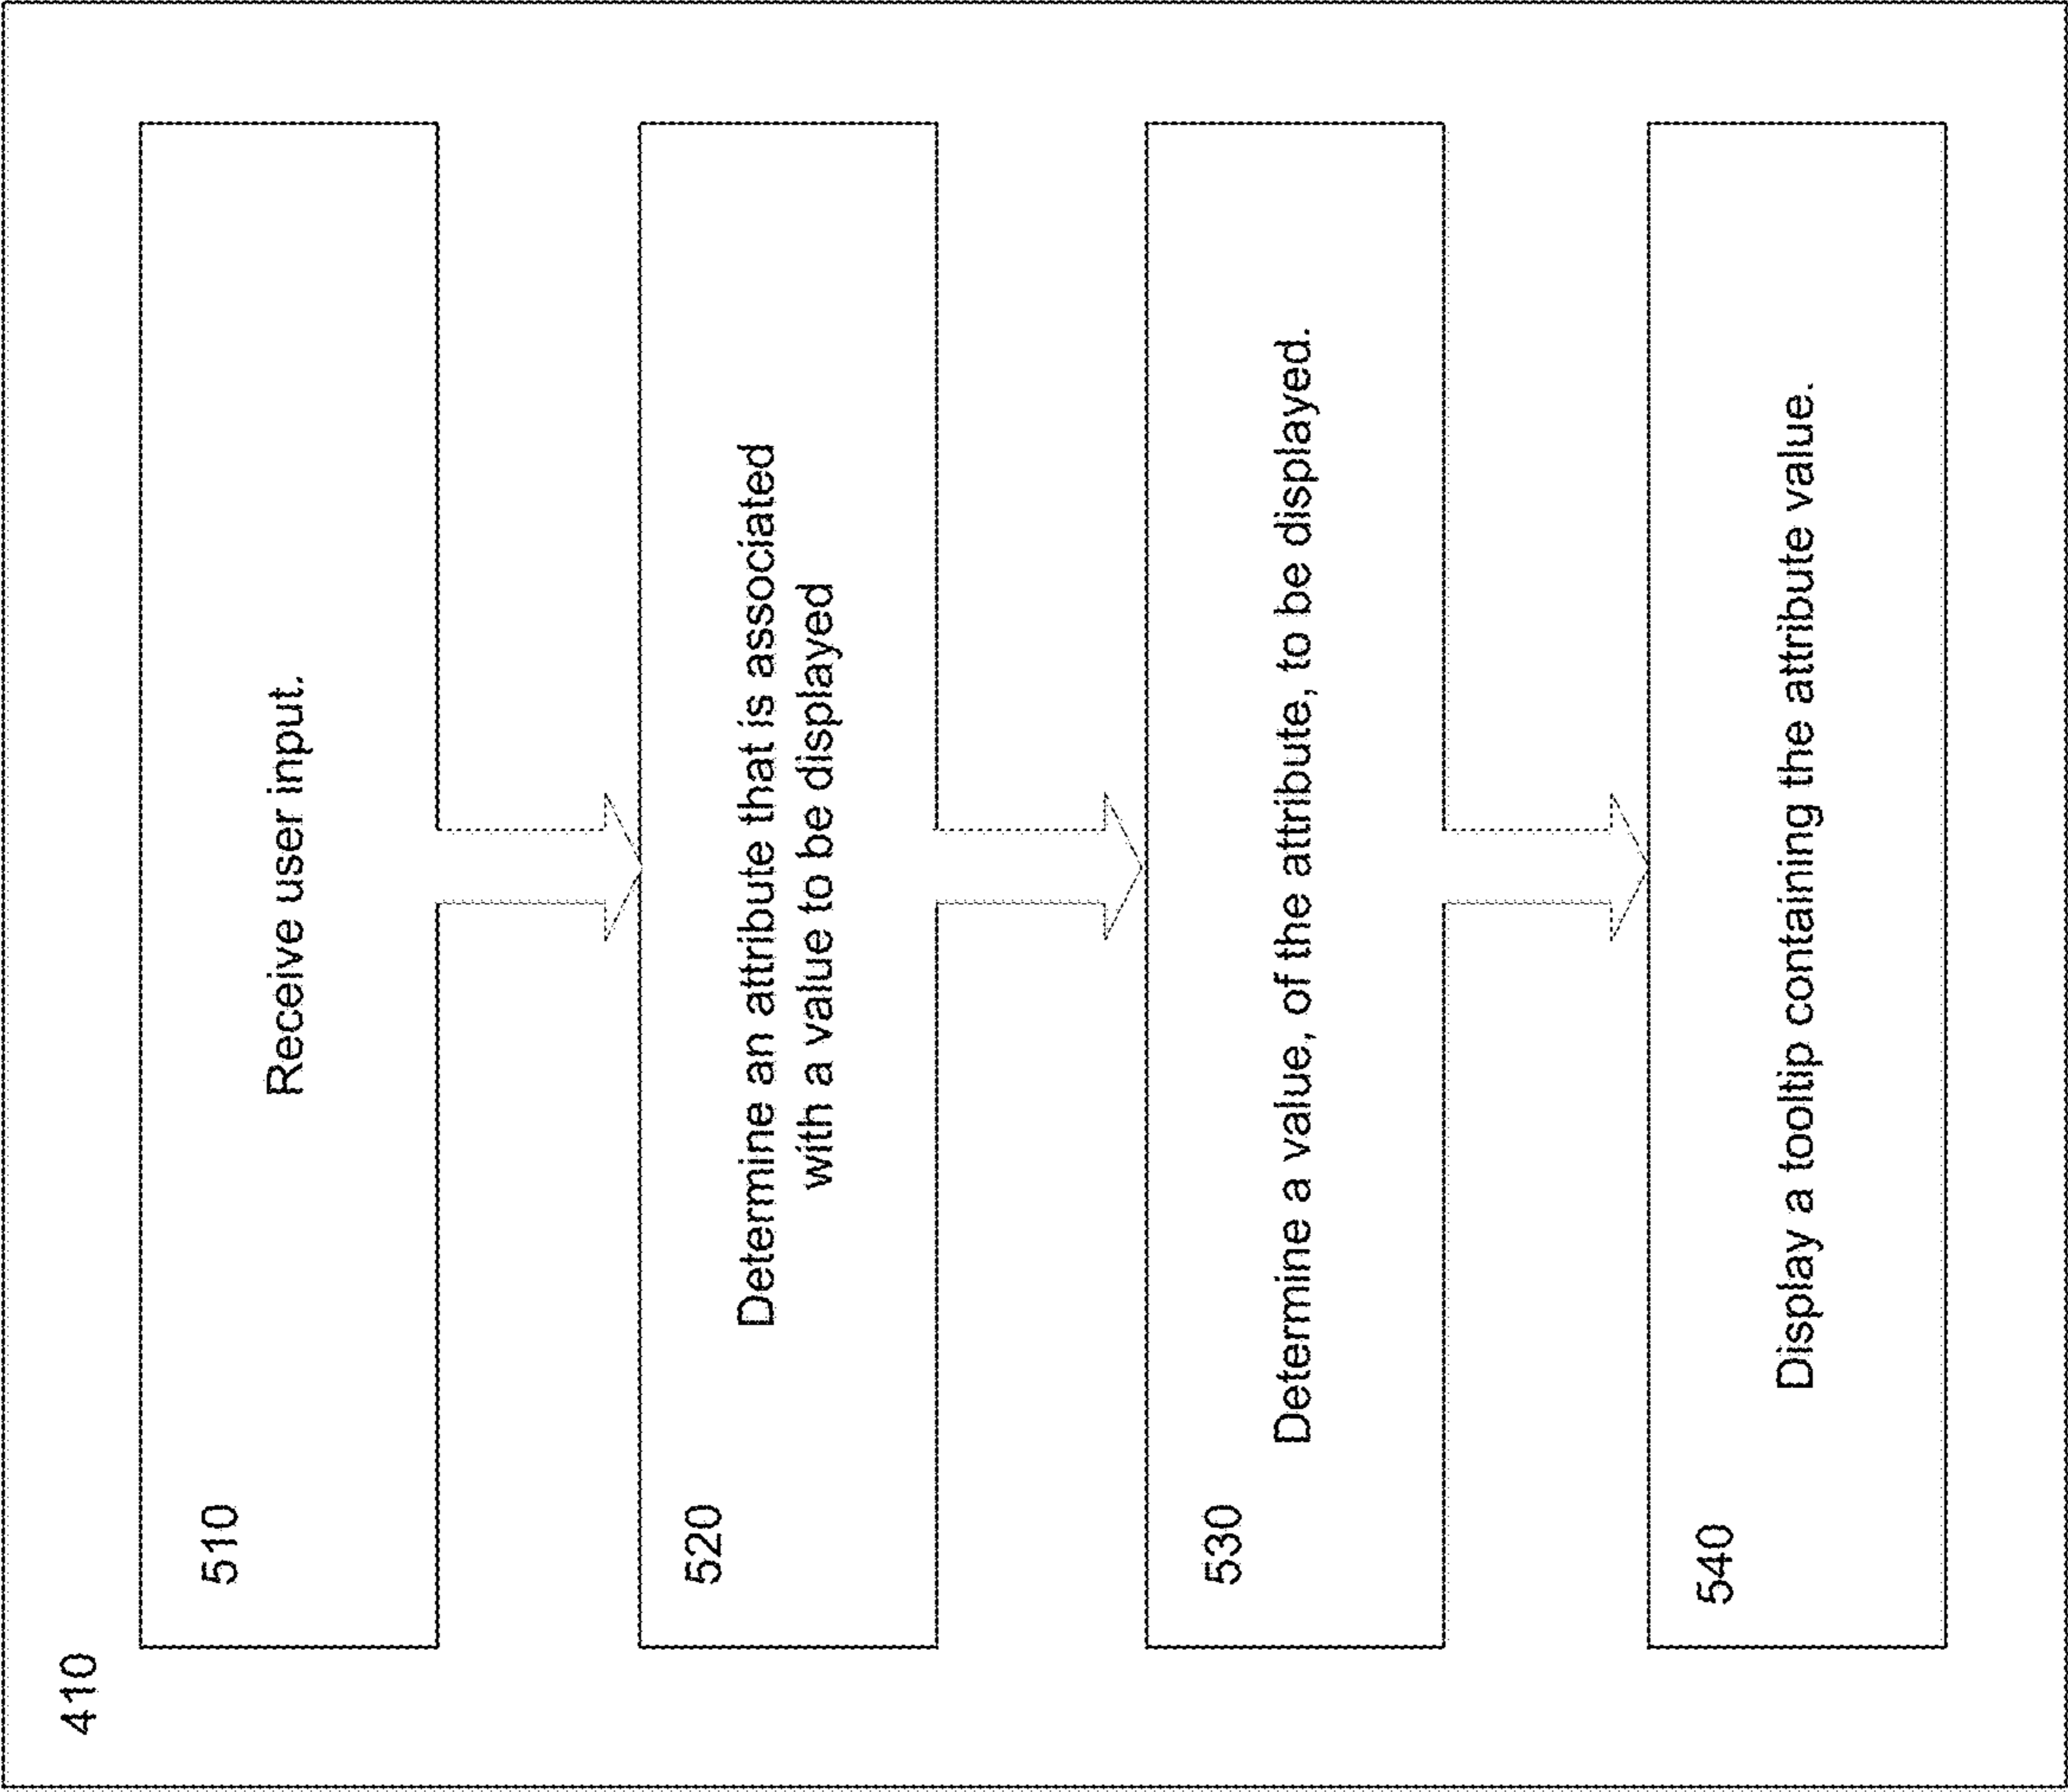 410
510
Receive user input.
520
Determine an attribute that is associated
with a value to be displayed
530
Determine a value, of the attribute, to be displayed.
540
Display a tooltip containing the attribute value.